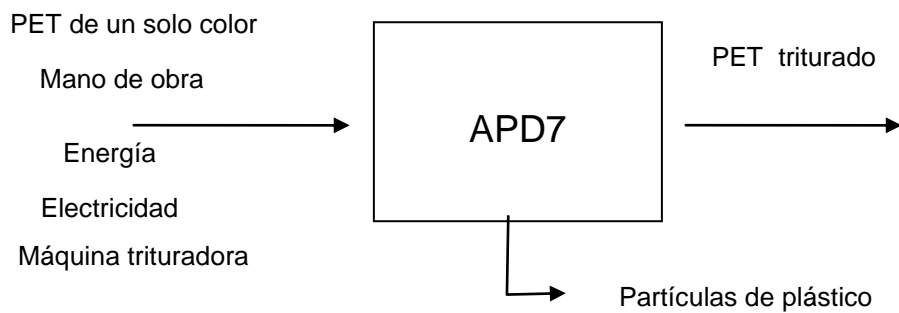 PET de un solo color
Mano de obra
Energía
Electricidad
Máquina trituradora
APD7
PET triturado
Partículas de plástico